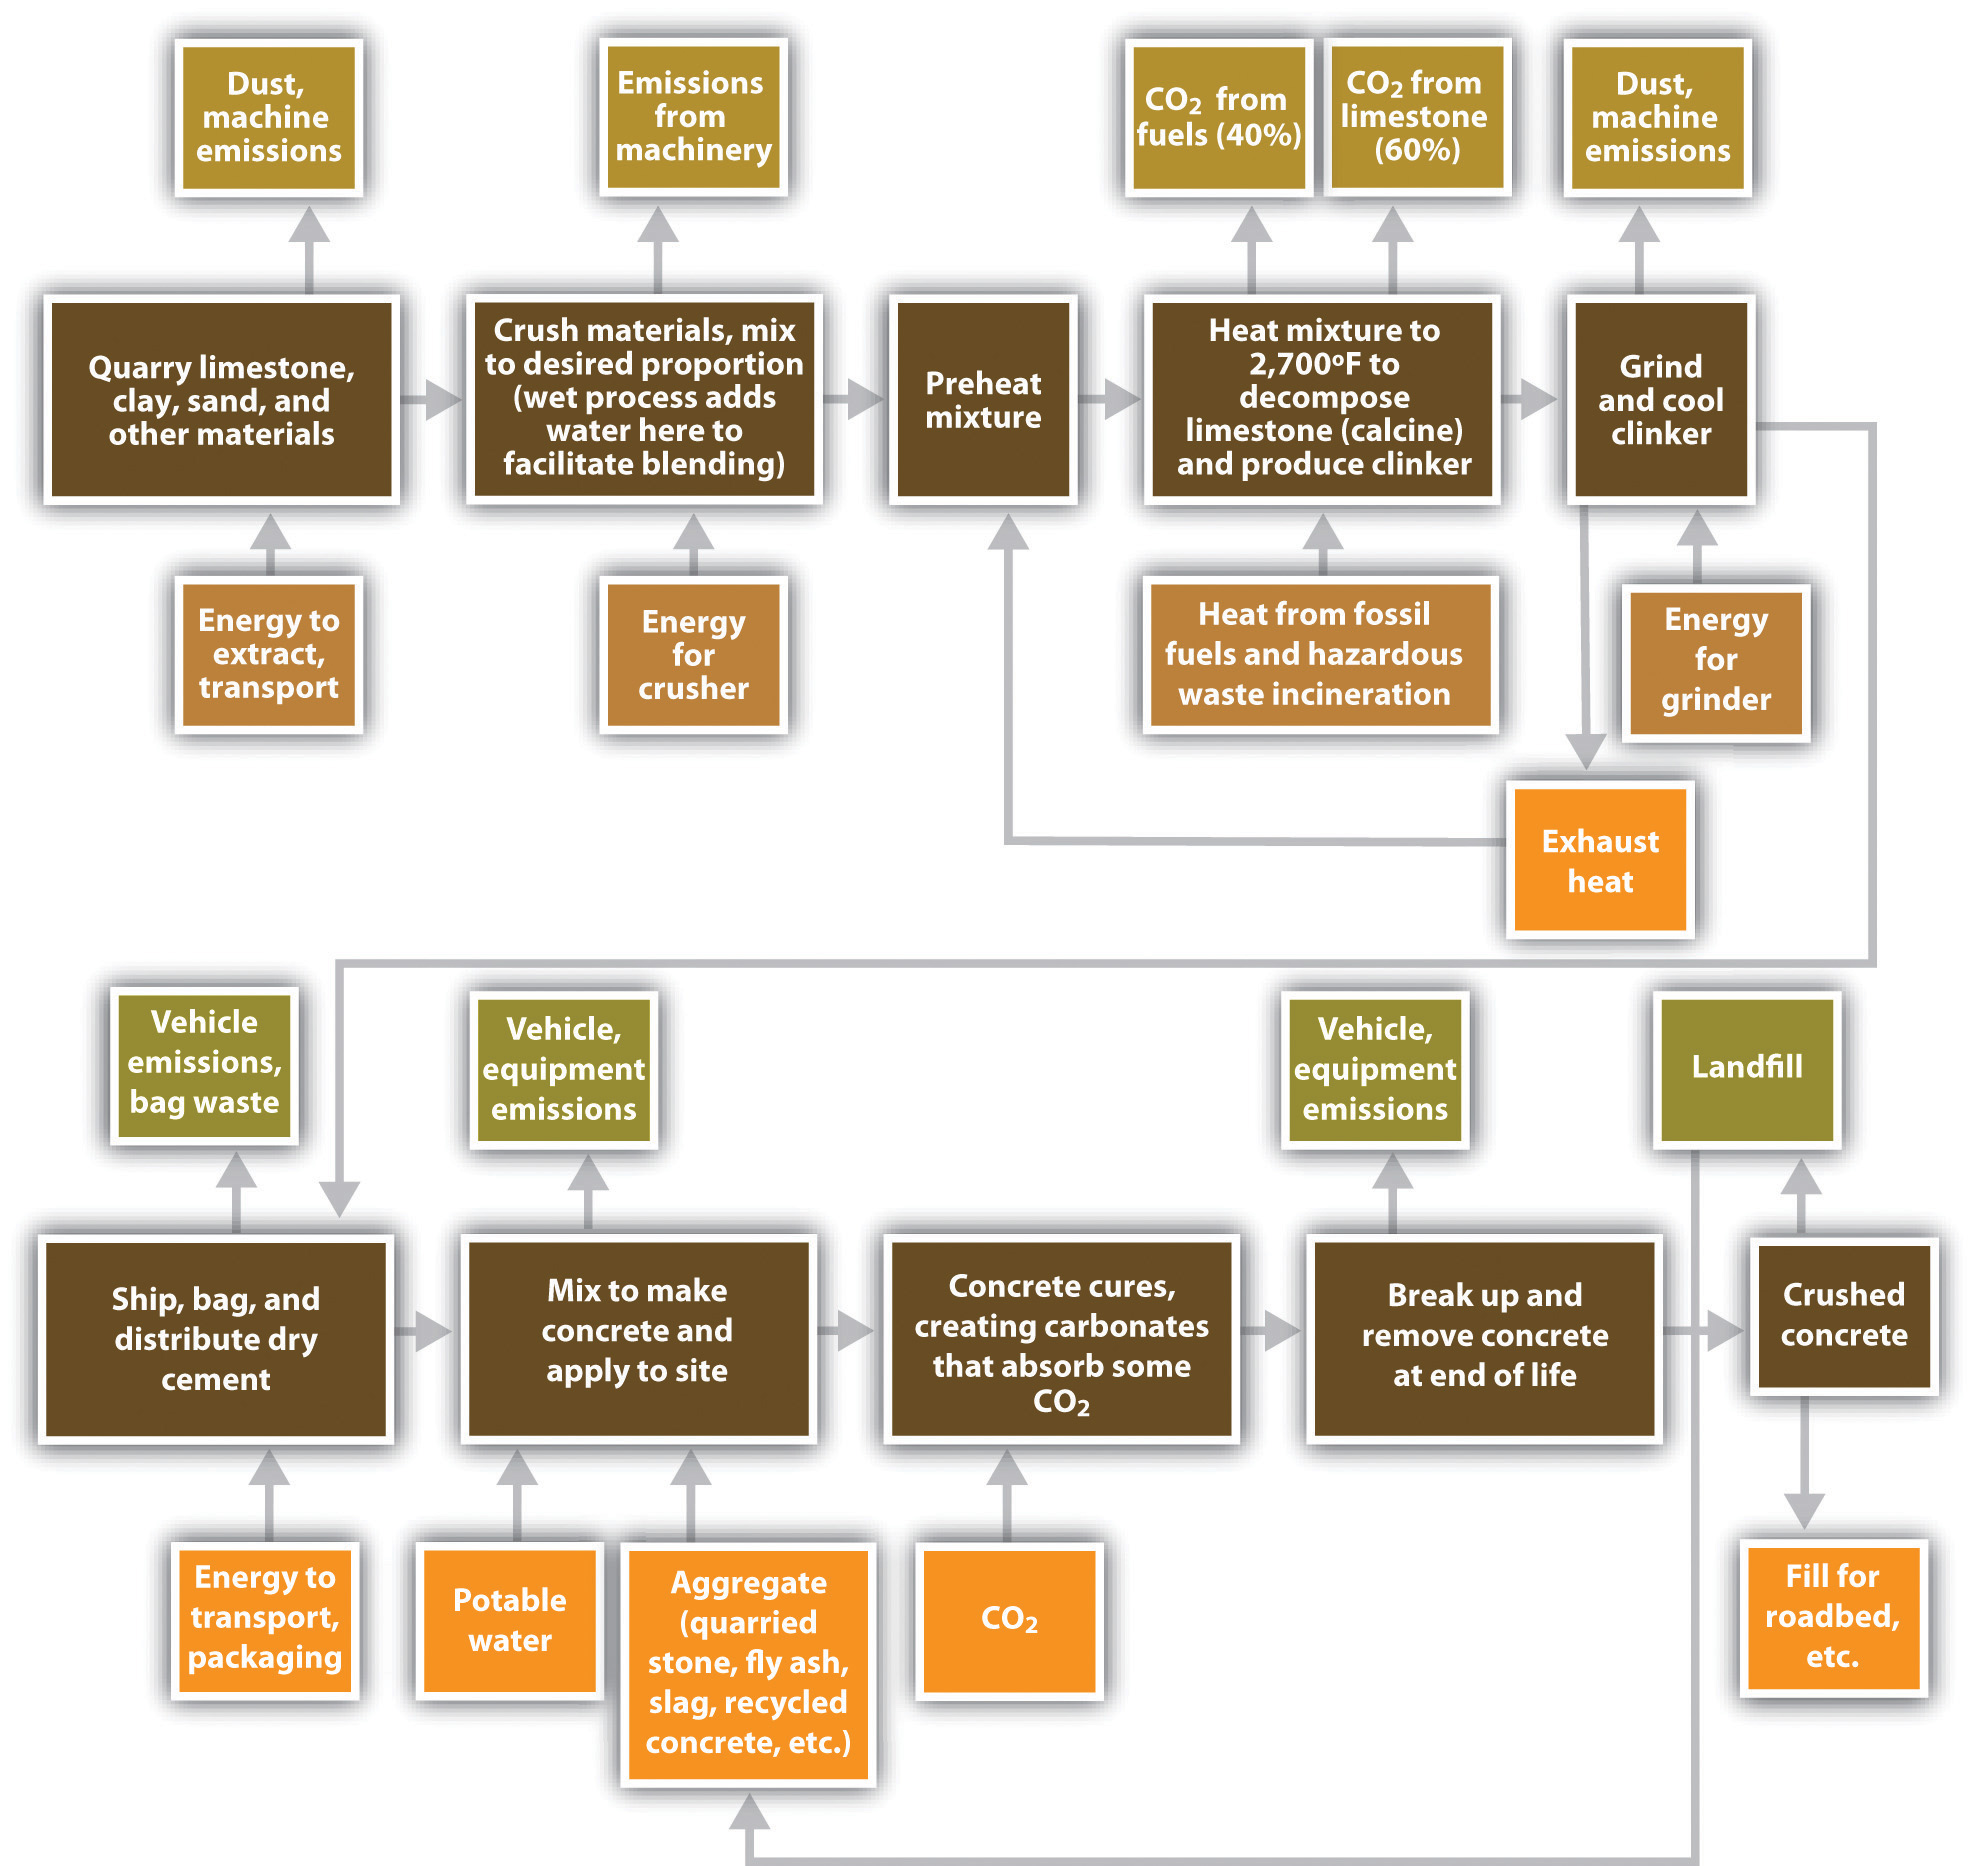 Dust,
machine
emissions
Emissions
from
machinery
CO₂ from
fuels (40%)
CO₂ from
limestone
(60%)
Dust,
machine
emissions
Quarry limestone,
clay, sand, and
other materials
Crush materials, mix
to desired proportion
(wet process adds
water here to
facilitate blending)
Preheat
mixture
Heat mixture to
2,700ºF to
decompose
limestone (calcine)
and produce clinker
Grind
and cool
clinker
Energy to
extract,
transport
Energy
for
crusher
Heat from fossil
fuels and hazardous
waste incineration
Energy
for
grinder
Exhaust
heat
Vehicle
emissions,
bag waste
Vehicle,
equipment
emissions
Vehicle,
equipment
emissions
Landfill
Ship, bag, and
distribute dry
cement
Mix to make
concrete and
apply to site
Concrete cures,
creating carbonates
that absorb some
CO₂
Break up and
remove concrete
at end of life
Crushed
concrete
Energy to
transport,
packaging
Potable
water
Aggregate
(quarried
stone, fly ash,
slag, recycled
concrete, etc.)
CO₂
Fill for
roadbed,
etc.